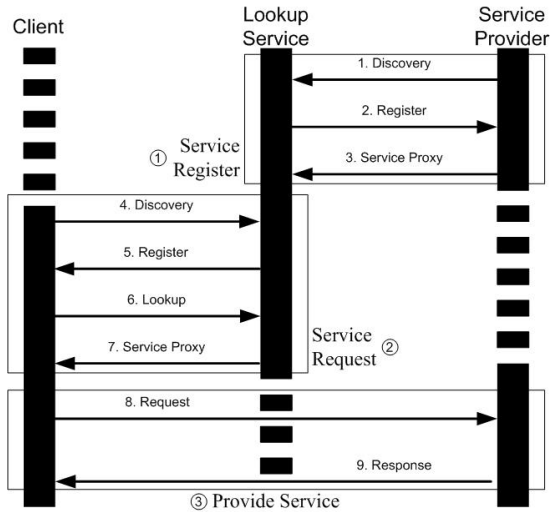 Client
Lookup
Service
Service
Provider
1. Discovery
2. Register
3. Service Proxy
① Service
Register
4. Discovery
5. Register
6. Lookup
7. Service Proxy
Service
Request ②
8. Request
9. Response
③ Provide Service